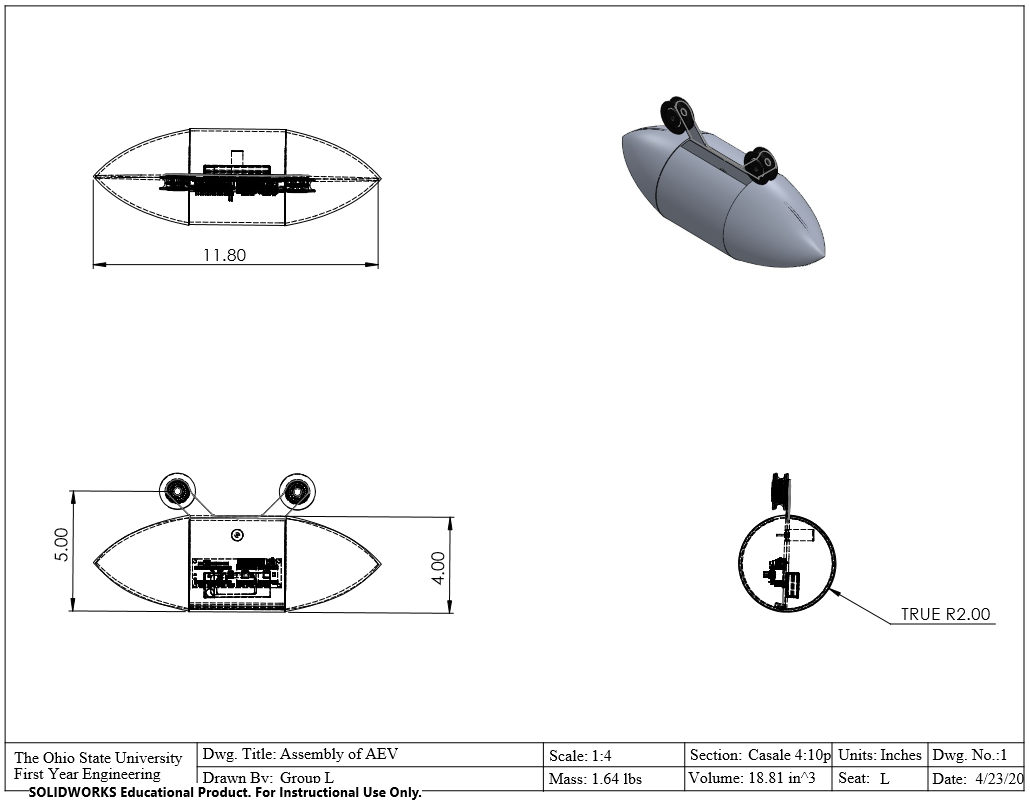 11.80
5.00
4.00
TRUE R2.00
The Ohio State University
First Year Engineering
Dwg. Title: Assembly of AEV
Drawn By: Group L
Scale: 1:4
Mass: 1.64 lbs
Section: Casale 4:10p
Volume: 18.81 in^3
Units: Inches
Seat: L
Dwg. No.:1
Date: 4/23/20
SOLIDWORKS Educational Product. For Instructional Use Only.